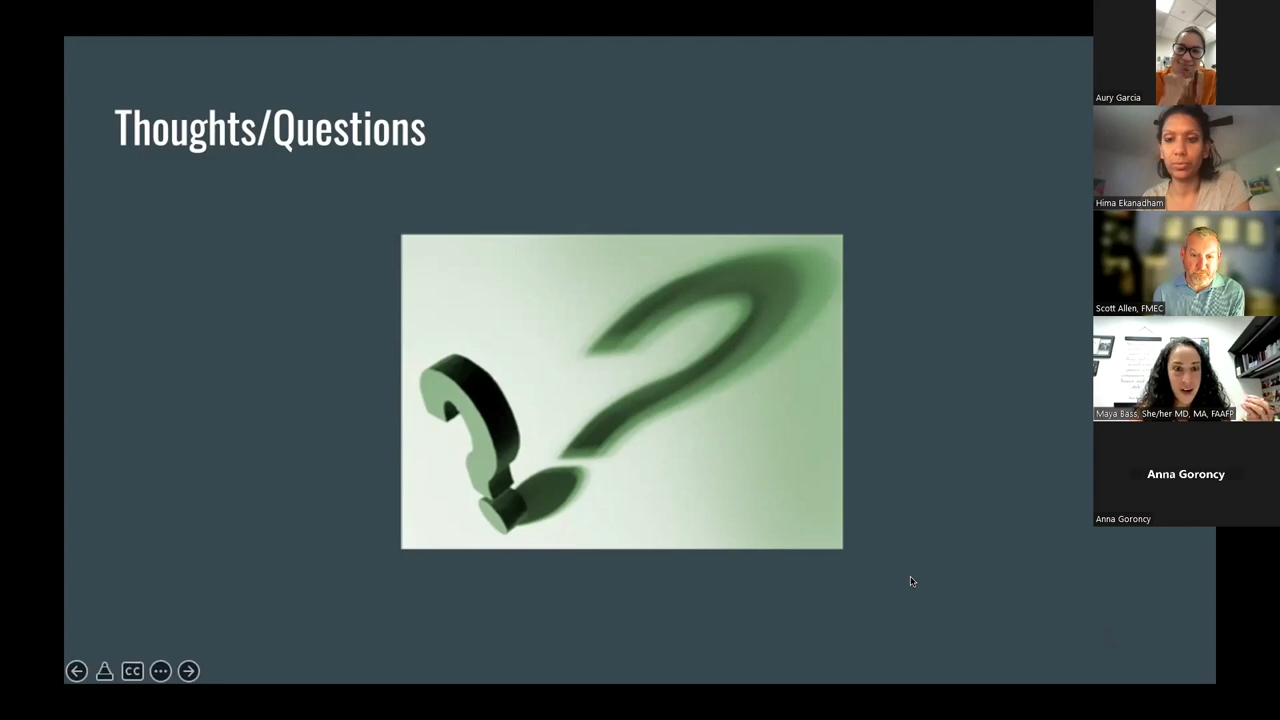 Thoughts/Questions
CC
Aury Garcia
Hima Ekanadham
Scott Allen, FMEC
Maya Bass, She/her MD, MA, FAAFP
Anna Goroncy
Anna Goroncy